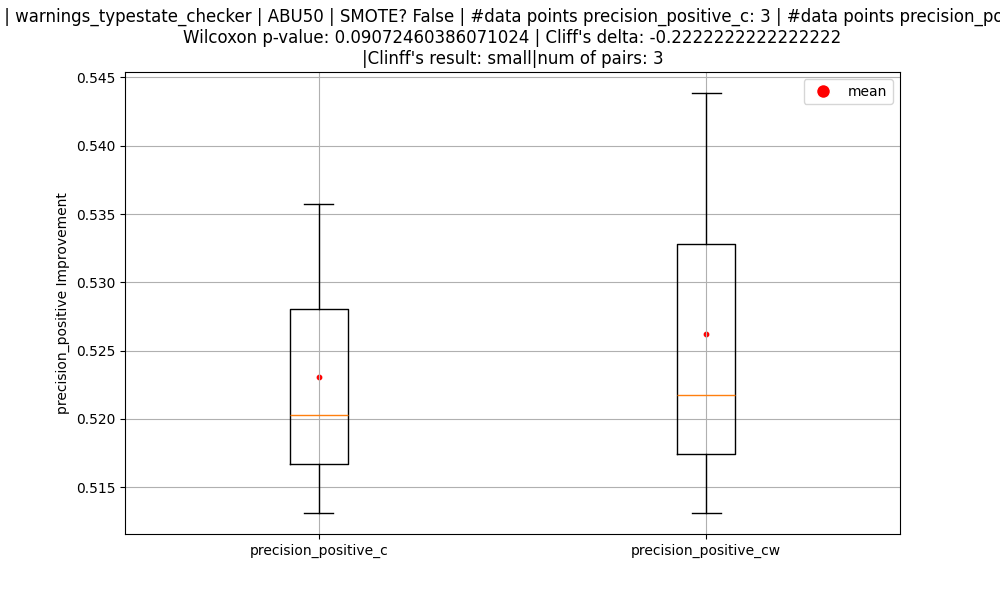 | warnings_typestate_checker | ABU50 | SMOTE? False | #data points precision_positive_c: 3 | #data points
Wilcoxon p-value: 0.09072460386071024 | Cliff's delta: -0.2222222222222222
|Clinff's result: small|num of pairs: 3
mean
0.545
0.540
0.535
0.530
0.525
0.520
0.515
precision_positive Improvement
precision_positive_c
precision_positive_cw